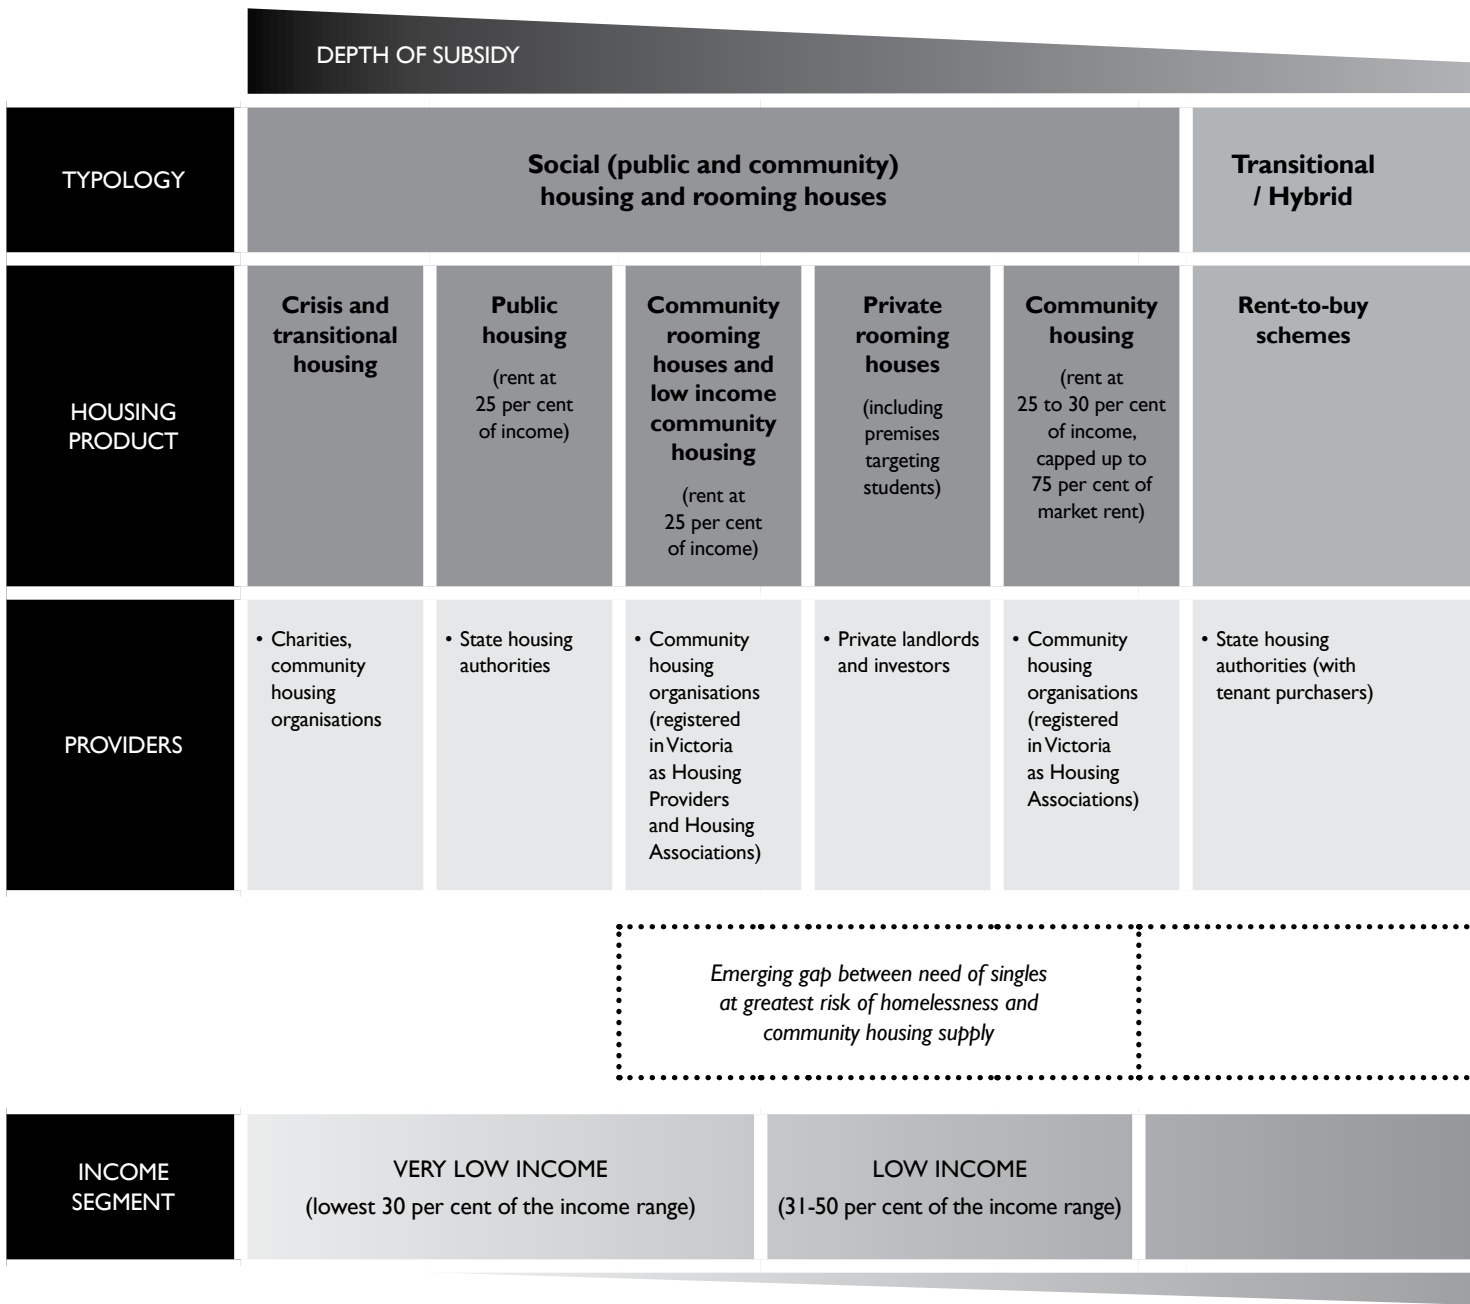 DEPTH OF SUBSIDY
TYPOLOGY
Social (public and community)
housing and rooming houses
Transitional
/ Hybrid
HOUSING
PRODUCT
Crisis and
transitional
housing
Public
housing
(rent at
25 per cent
of income)
Community
rooming
houses and
low income
community
housing
(rent at
25 per cent
of income)
Private
rooming
houses
(including
premises
targeting
students)
Community
housing
(rent at
25 to 30 per cent
of income,
capped up to
75 per cent of
market rent)
Rent-to-buy
schemes
PROVIDERS
• Charities,
community
housing
organisations
• State housing
authorities
• Community
housing
organisations
(registered
in Victoria
as Housing
Providers
and Housing
Associations)
• Private landlords
and investors
• Community
housing
organisations
(registered
in Victoria
as Housing
Associations)
• State housing
authorities (with
tenant purchasers)
Emerging gap between need of singles
at greatest risk of homelessness and
community housing supply
INCOME
SEGMENT
VERY LOW INCOME
(lowest 30 per cent of the income range)
LOW INCOME
(31-50 per cent of the income range)